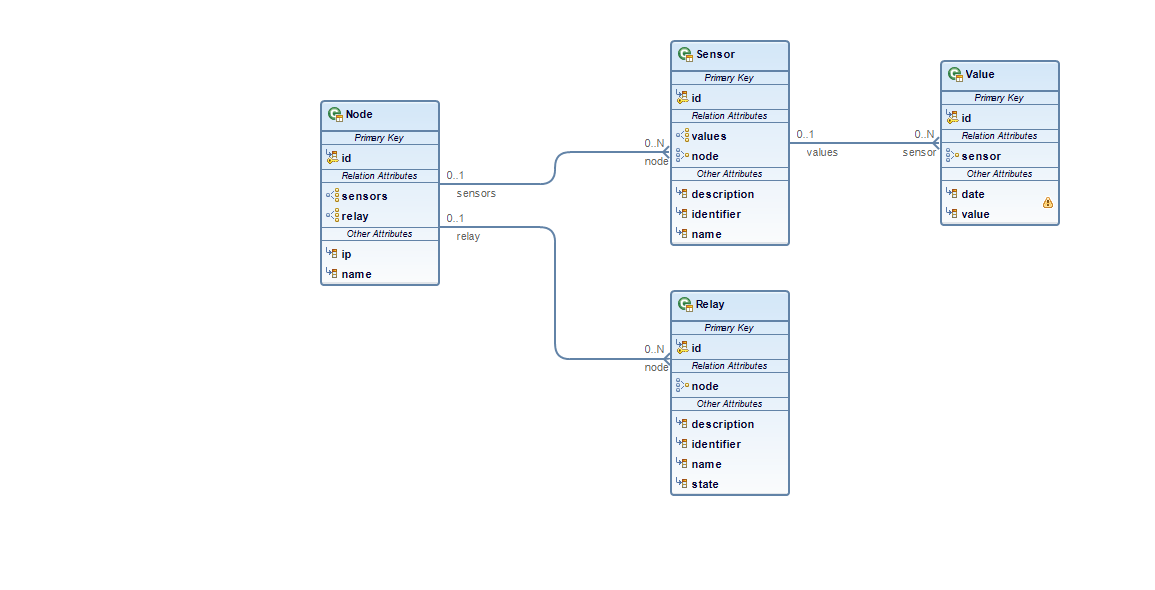 Node
Primary Key
id
Relation Attributes
sensors
relay
Other Attributes
ip
name
0..1
sensors
0..1
relay
0..N
node
0..N
node
Sensor
Primary Key
id
Relation Attributes
values
node
Other Attributes
description
identifier
name
0..1
values
0..N
sensor
Value
Primary Key
id
Relation Attributes
sensor
Other Attributes
date
value
Relay
Primary Key
id
Relation Attributes
node
Other Attributes
description
identifier
name
state